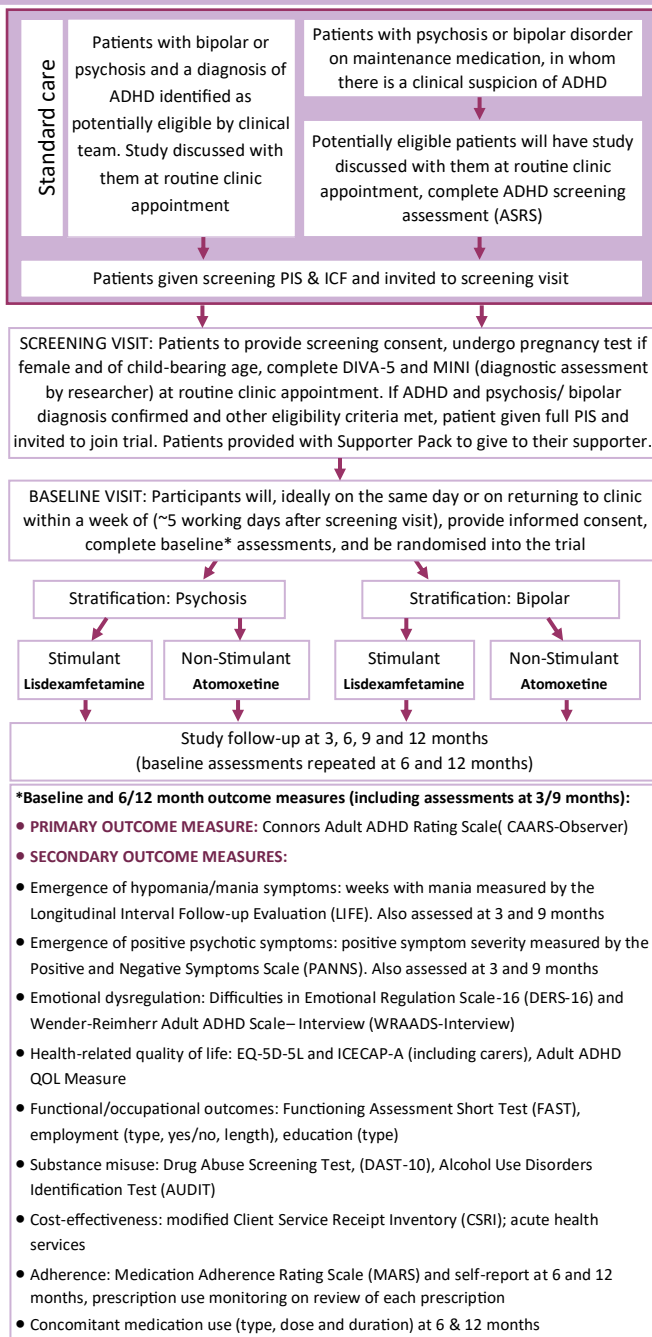 Standard care
Patients with bipolar or
psychosis and a diagnosis of
ADHD identified as
potentially eligible by clinical
team. Study discussed with
them at routine clinic
appointment
Patients with psychosis or bipolar disorder
on maintenance medication, in whom
there is a clinical suspicion of ADHD
Potentially eligible patients will have study
discussed with them at routine clinic
appointment, complete ADHD screening
assessment (ASRS)
Patients given screening PIS & ICF and invited to screening visit
SCREENING VISIT: Patients to provide screening consent, undergo pregnancy test if
female and of child-bearing age, complete DIVA-5 and MINI (diagnostic assessment
by researcher) at routine clinic appointment. If ADHD and psychosis/ bipolar
diagnosis confirmed and other eligibility criteria met, patient given full PIS and
invited to join trial. Patients provided with Supporter Pack to give to their supporter.
BASELINE VISIT: Participants will, ideally on the same day or on returning to clinic
within a week of (~5 working days after screening visit), provide informed consent,
complete baseline* assessments, and be randomised into the trial
Stratification: Psychosis
Stratification: Bipolar
Stimulant
Lisdexamfetamine
Non-Stimulant
Atomoxetine
Stimulant
Lisdexamfetamine
Non-Stimulant
Atomoxetine
Study follow-up at 3, 6, 9 and 12 months
(baseline assessments repeated at 6 and 12 months)
*Baseline and 6/12 month outcome measures (including assessments at 3/9 months):
• PRIMARY OUTCOME MEASURE: Connors Adult ADHD Rating Scale( CAARS-Observer)
• SECONDARY OUTCOME MEASURES:
• Emergence of hypomania/mania symptoms: weeks with mania measured by the
Longitudinal Interval Follow-up Evaluation (LIFE). Also assessed at 3 and 9 months
• Emergence of positive psychotic symptoms: positive symptom severity measured by the
Positive and Negative Symptoms Scale (PANNS). Also assessed at 3 and 9 months
• Emotional dysregulation: Difficulties in Emotional Regulation Scale-16 (DERS-16) and
Wender-Reimherr Adult ADHD Scale– Interview (WRAADS-Interview)
• Health-related quality of life: EQ-5D-5L and ICECAP-A (including carers), Adult ADHD
QOL Measure
• Functional/occupational outcomes: Functioning Assessment Short Test (FAST),
employment (type, yes/no, length), education (type)
• Substance misuse: Drug Abuse Screening Test, (DAST-10), Alcohol Use Disorders
Identification Test (AUDIT)
• Cost-effectiveness: modified Client Service Receipt Inventory (CSRI); acute health
services
• Adherence: Medication Adherence Rating Scale (MARS) and self-report at 6 and 12
months, prescription use monitoring on review of each prescription
• Concomitant medication use (type, dose and duration) at 6 & 12 months